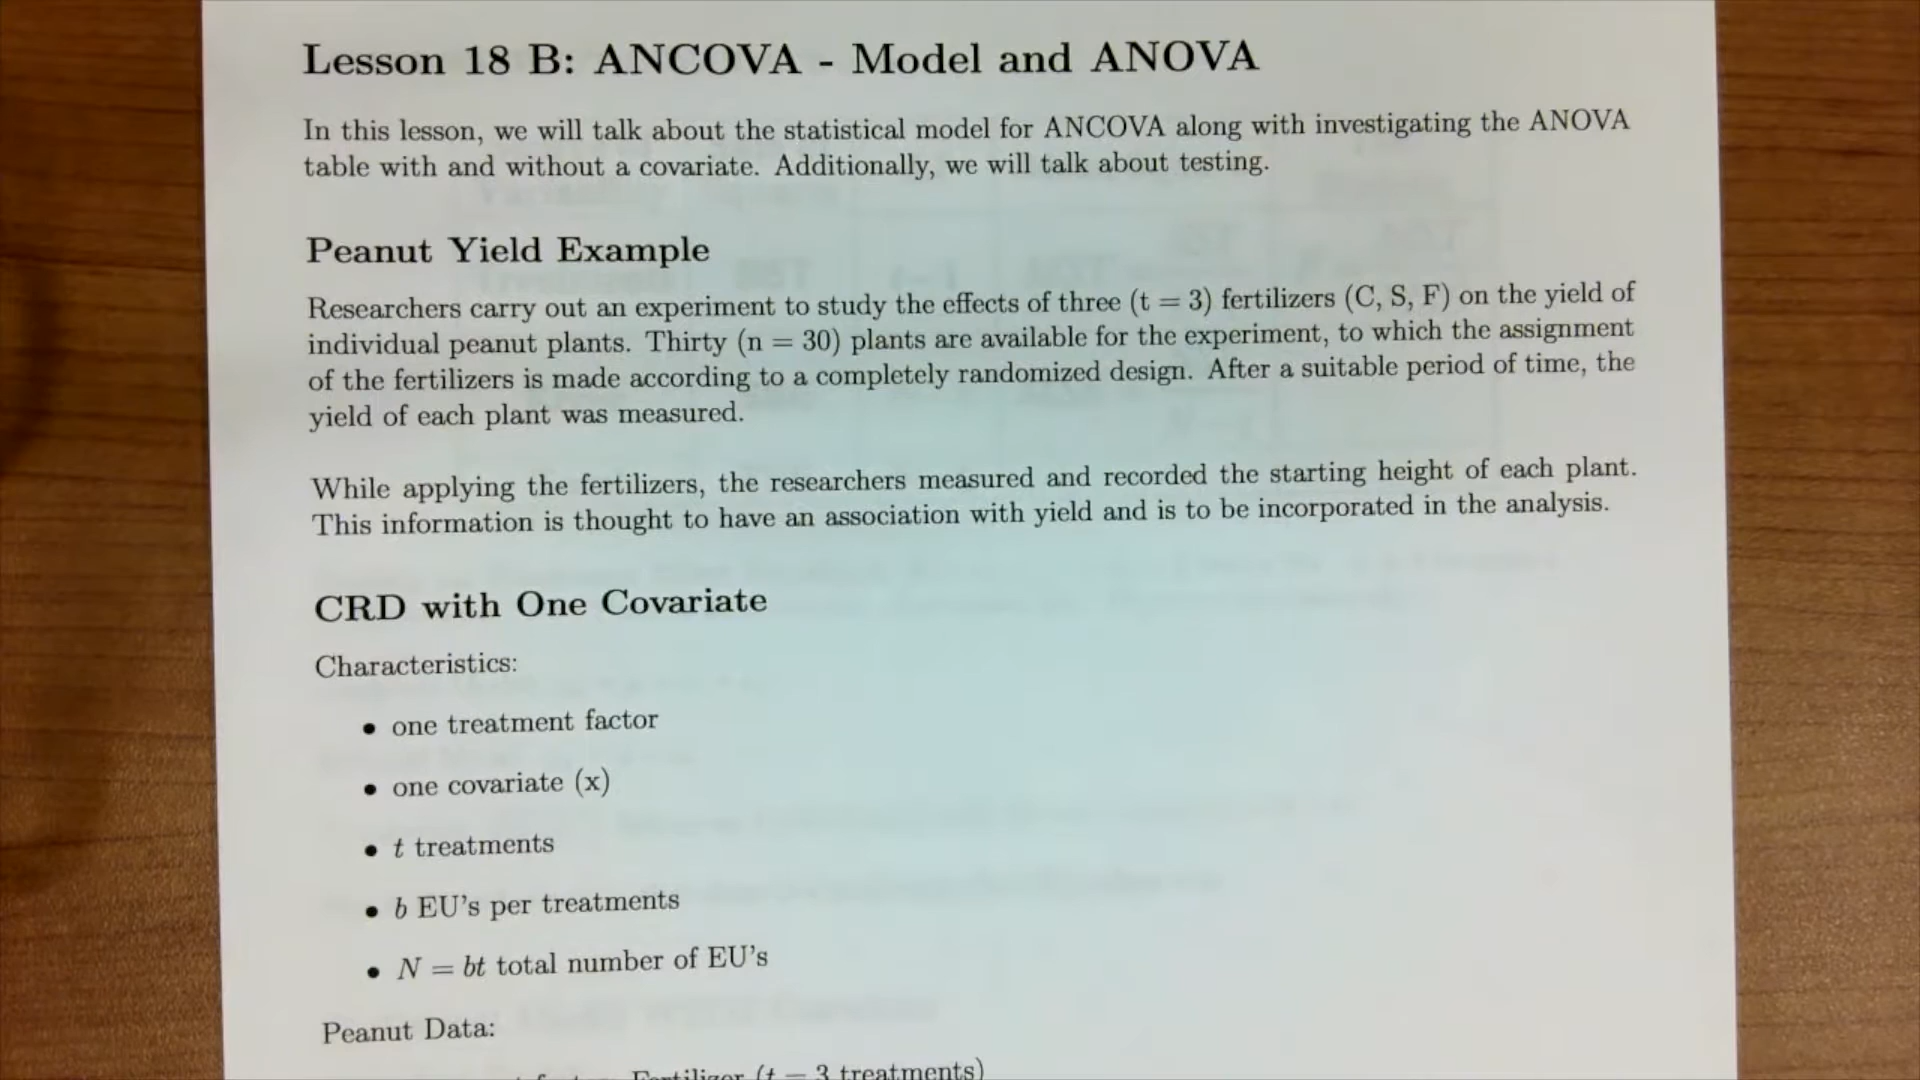 Lesson 18 B: ANCOVA - Model and ANOVA
In this lesson, we will talk about the statistical model for ANCOVA along with investigating the ANOVA
table with and without a covariate. Additionally, we will talk about testing.
Peanut Yield Example
Researchers carry out an experiment to study the effects of three (t = 3) fertilizers (C, S, F) on the yield of
individual peanut plants. Thirty (n = 30) plants are available for the experiment, to which the assignment
of the fertilizers is made according to a completely randomized design. After a suitable period of time, the
yield of each plant was measured.
While applying the fertilizers, the researchers measured and recorded the starting height of each plant.
This information is thought to have an association with yield and is to be incorporated in the analysis.
CRD with One Covariate
Characteristics:
• one treatment factor
• one covariate (x)
• t treatments
• b EU's per treatments
• N = bt total number of EU's
Peanut Data:
Fertilizer (t = 3 treatments)